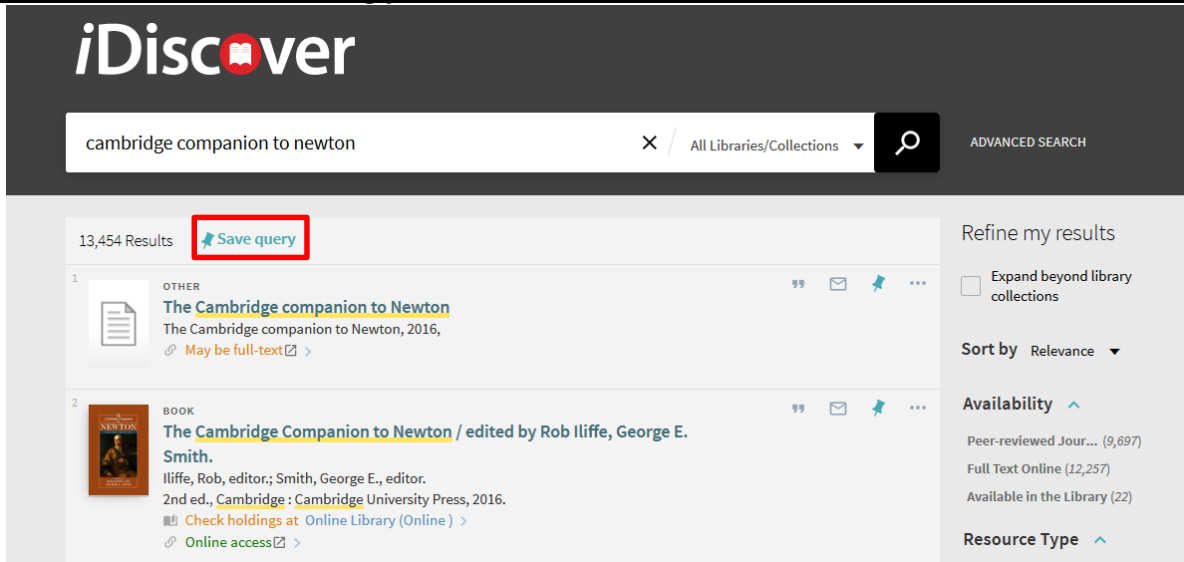 iDiscover
cambridge companion to newton
All Libraries/Collections
ADVANCED SEARCH
13,454 Results
Save query
Refine my results
Expand beyond library
collections
Sort by Relevance
Availability
Peer-reviewed Jour... (9,697)
Full Text Online (12,257)
Available in the Library (22)
Resource Type
1
OTHER
The Cambridge companion to Newton
The Cambridge companion to Newton, 2016,
May be full-text
2
NEWTON
BOOK
The Cambridge Companion to Newton / edited by Rob Iliffe, George E.
Smith.
Iliffe, Rob, editor.; Smith, George E., editor.
2nd ed., Cambridge : Cambridge University Press, 2016.
Check holdings at Online Library (Online )
Online access